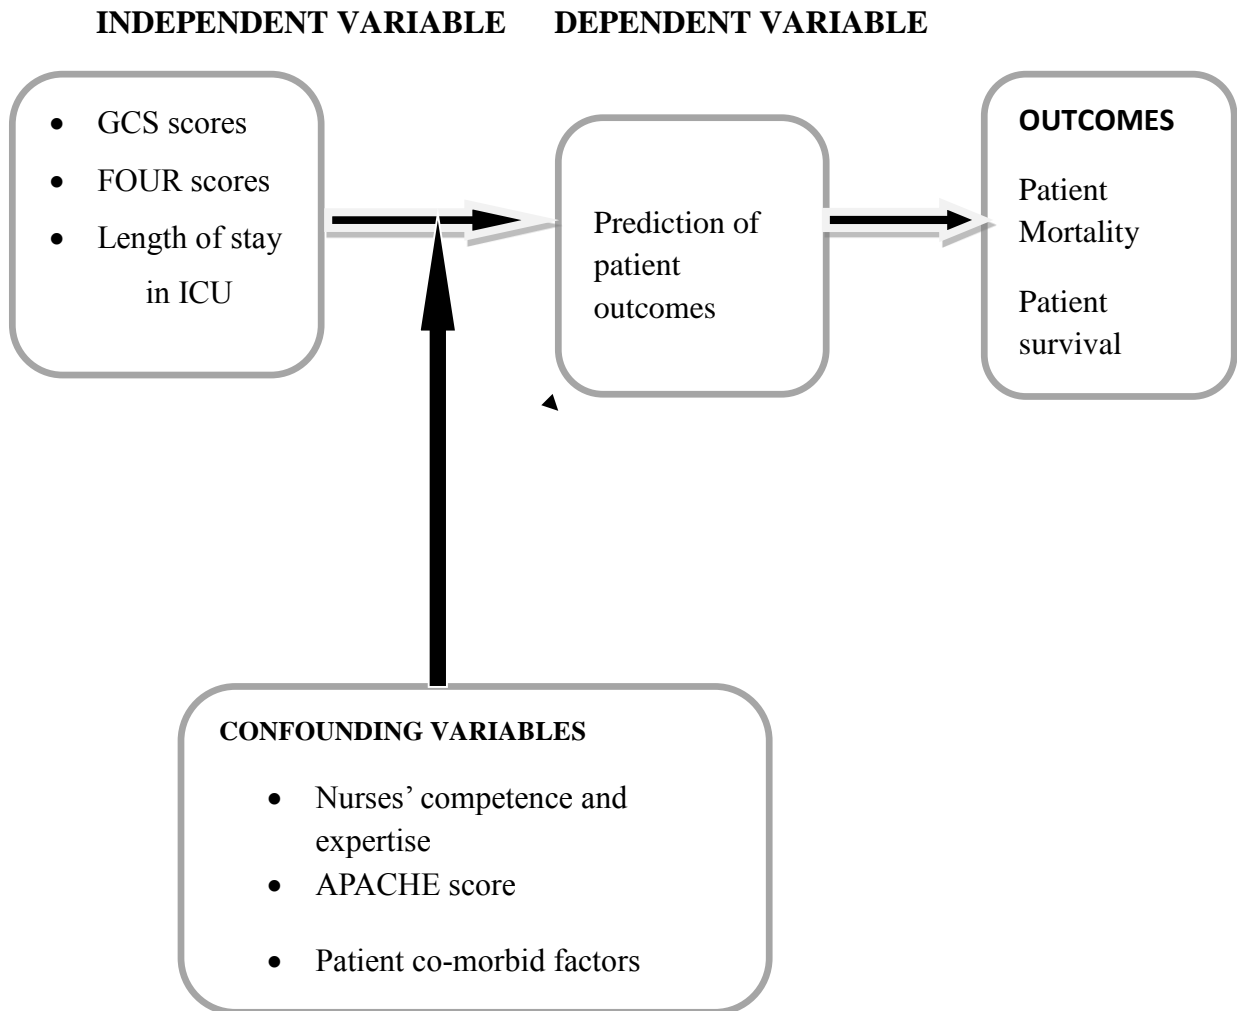 INDEPENDENT VARIABLE DEPENDENT VARIABLE
• GCS scores
• FOUR scores
• Length of stay
in ICU
Prediction of
patient
outcomes
OUTCOMES
Patient
Mortality
Patient
survival
CONFOUNDING VARIABLES
• Nurses’ competence and
expertise
• APACHE score
• Patient co-morbid factors